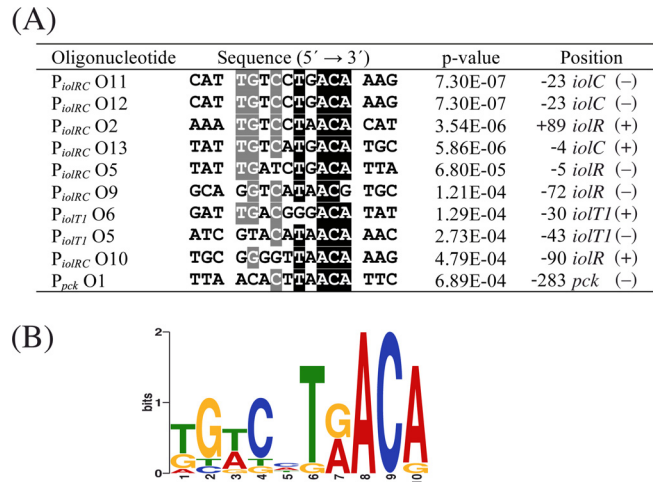 (A)
Oligonucleotide Sequence (5´ → 3´) p-value Position
PiolRC O11 CAT TGTCCTGACA AAG 7.30E-07 -23 iolC (–)
PiolRC O12 CAT TGTCCTGACA AAG 7.30E-07 -23 iolC (–)
PiolRC O2 AAA TGTCCTAACA CAT 3.54E-06 +89 iolR (+)
PiolRC O13 TAT TGTCATGACA TGC 5.86E-06 -4 iolC (+)
PiolRC O5 TAT TGATCTGACA TTA 6.80E-05 -5 iolR (–)
PiolRC O9 GCA GGTCATAACG TGC 1.21E-04 -72 iolR (–)
PiolT1 O6 GAT TGACGGGACA TAT 1.29E-04 -30 iolT1 (+)
PiolT1 O5 ATC GTACATAACA AAC 2.73E-04 -43 iolT1 (–)
PiolRC O10 TGC GGGGTTAACA AAG 4.79E-04 -90 iolR (+)
Ppck O1 TTA ACACTTAACA TTC 6.89E-04 -283 pck (–)
(B)
2
bits
1
0
TGTC TGACA
1 2 3 4 5 6 7 8 9 10